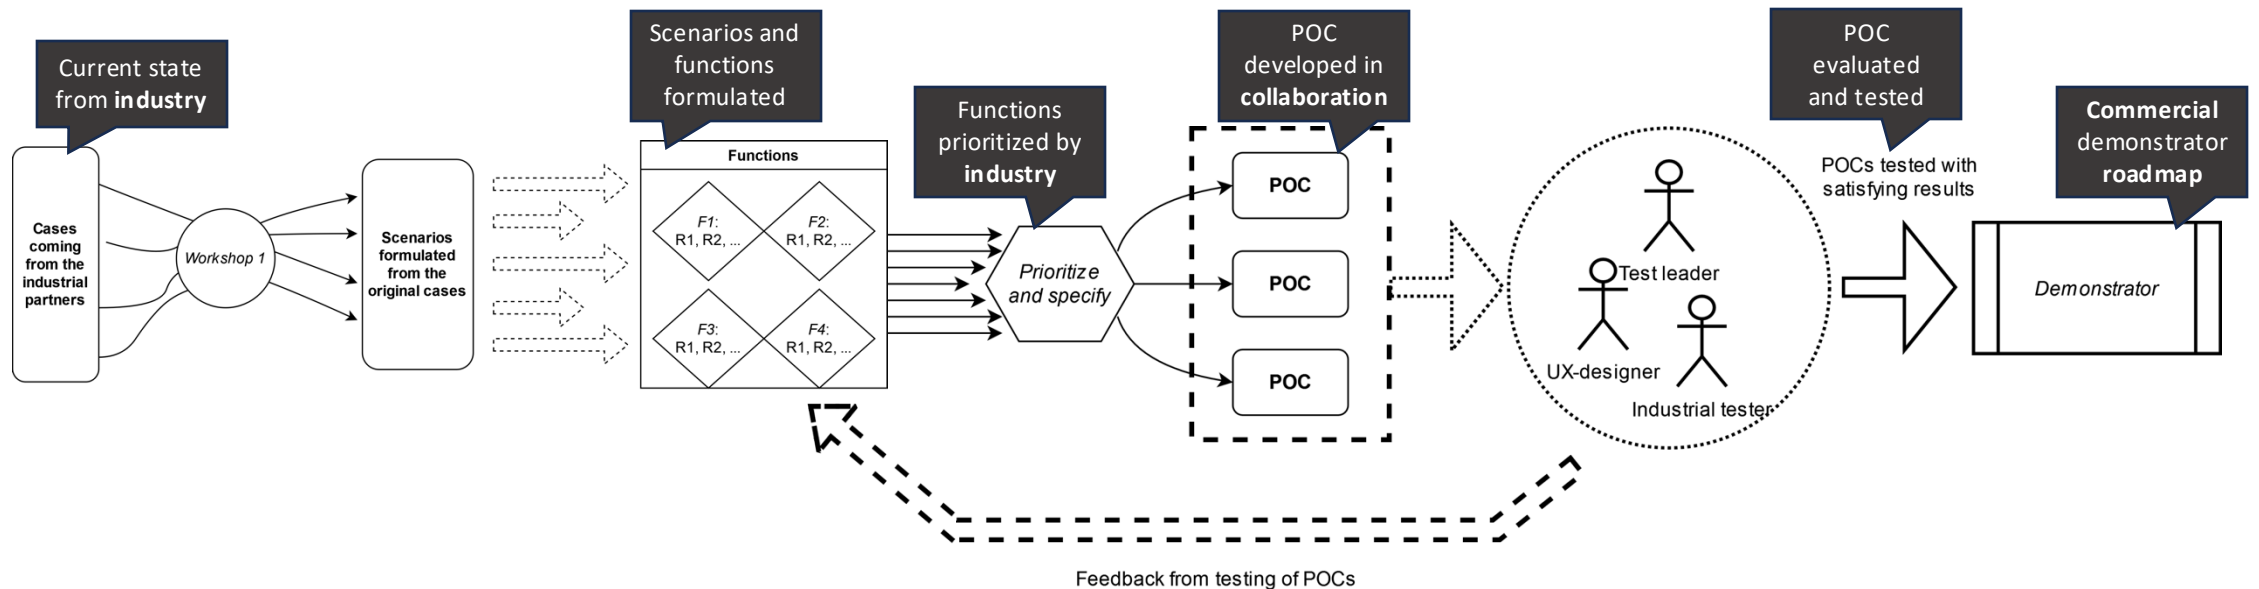 Current state
from industry
Cases
coming
from the
industrial
partners
Workshop 1
Scenarios
formulated
from the
original cases
Scenarios and
functions
formulated
Functions
F1:
R1, R2, ...
F2:
R1, R2, ...
F3:
R1, R2, ...
F4:
R1, R2, ...
Functions
prioritized by
industry
Prioritize
and specify
POC
developed in
collaboration
POC
POC
POC
Test leader
UX-designer
Industrial tester
POC
evaluated
and tested
POCs tested with
satisfying results
Commercial
demonstrator
roadmap
Demonstrator
Feedback from testing of POCs